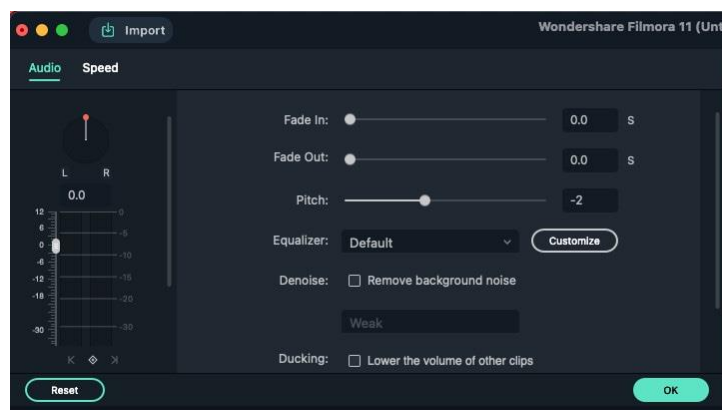 Import
Wondershare Filmora 11 (Unt
Audio Speed
L R
0.0
12 0
6 -5
0 -10
-6
-12 -15
-18 -20
-30 -30
Fade In: 0.0 S
Fade Out: 0.0 S
Pitch: -2
Equalizer: Default Customize
Denoise: Remove background noise
Weak
Ducking: Lower the volume of other clips
Reset OK